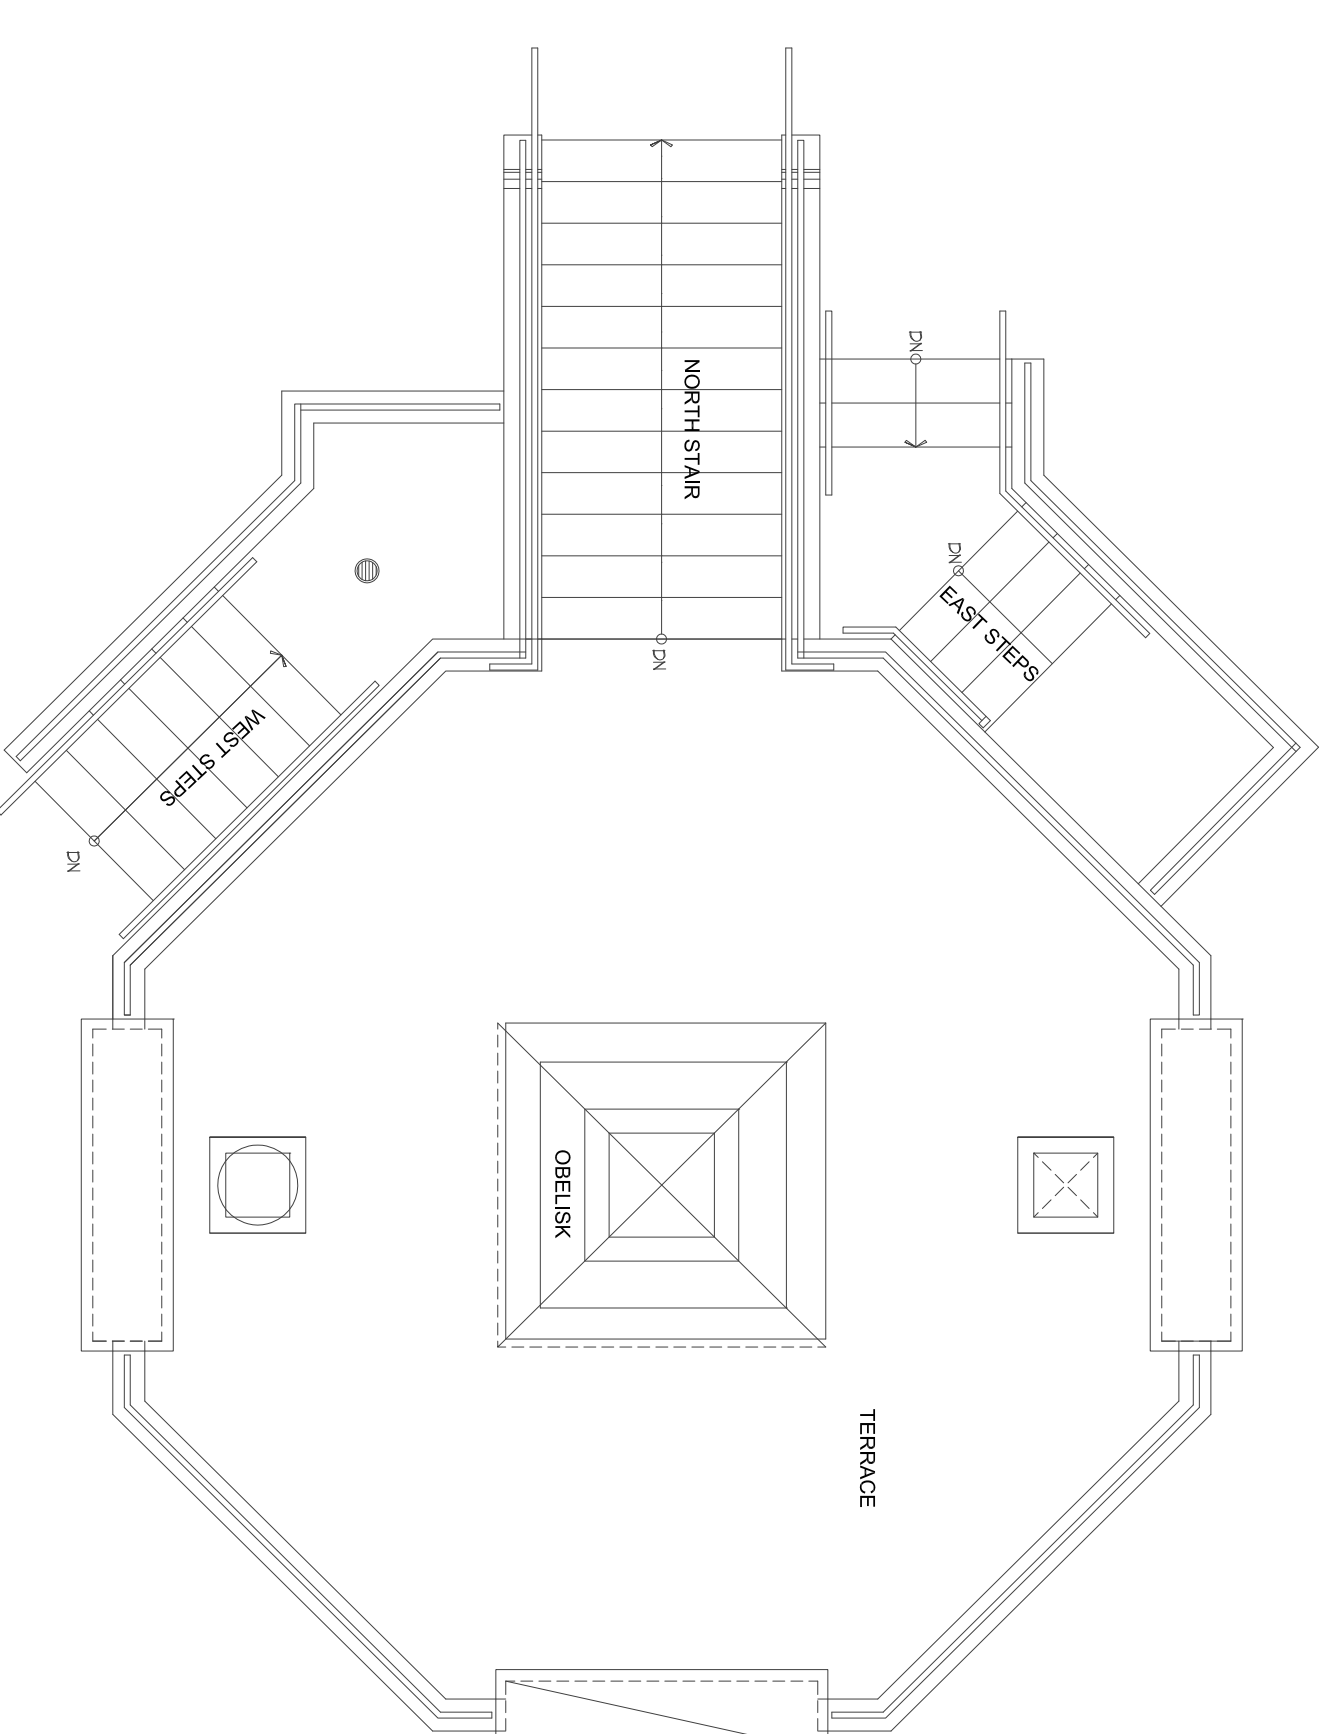 DN
NORTH STAIR
DN
EAST STEPS
DN
WEST STEPS
DN
OBELISK
TERRACE